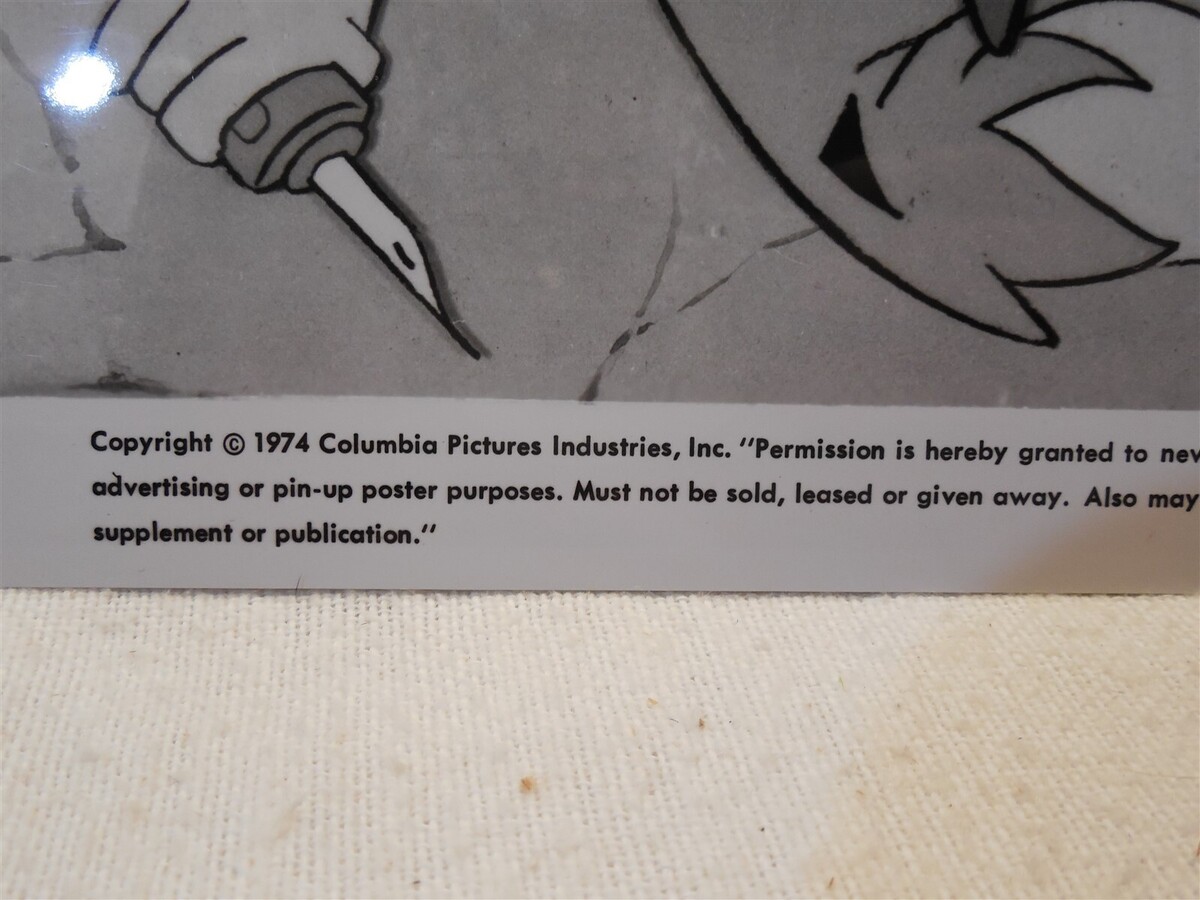 Copyright © 1974 Columbia Pictures Industries, Inc. "Permission is hereby granted to
advertising or pin-up poster purposes. Must not be sold, leased or given away. Also may
supplement or publication."